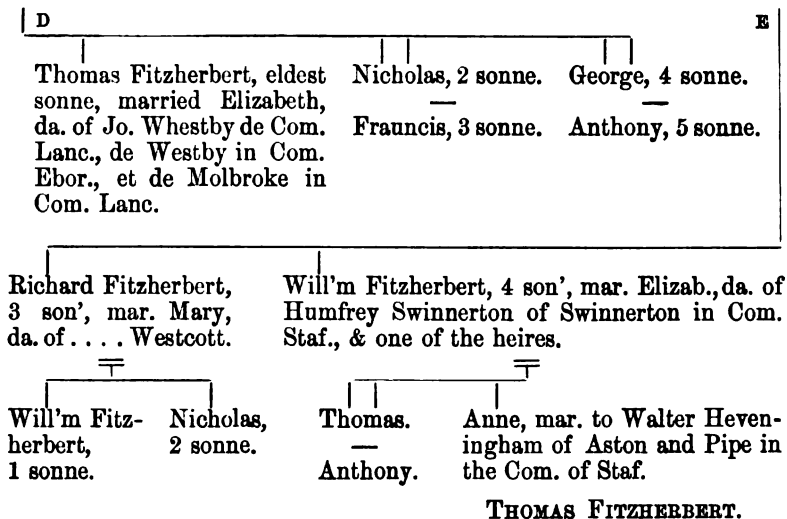 D E
Thomas Fitzherbert, eldest
sonne, married Elizabeth,
da. of Jo. Whestby de Com.
Lanc., de Westby in Com.
Ebor., et de Molbroke in
Com. Lanc.
Nicholas, 2 sonne.
Frauncis, 3 sonne.
George, 4 sonne.
Anthony, 5 sonne.
Richard Fitzherbert,
3 son', mar. Mary,
da. of . . . . Westcott.
Will'm Fitzherbert, 4 son', mar. Elizab., da. of
Humfrey Swinnerton of Swinnerton in Com.
Staf., & one of the heires.
Will'm Fitz-
herbert,
1 sonne.
Nicholas,
2 sonne.
Thomas.
Anthony.
Anne, mar. to Walter Heven-
ingham of Aston and Pipe in
the Com. of Staf.
THOMAS FITZHERBERT.